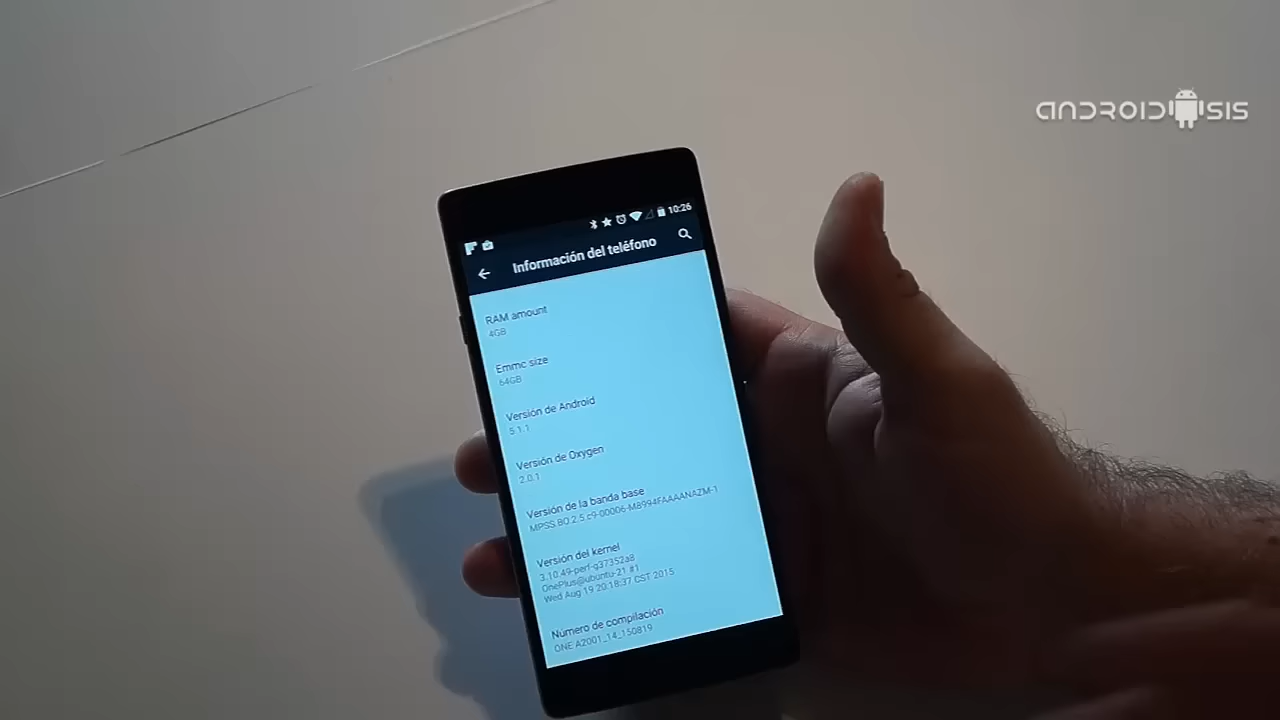 ANDROIDSIS
10:26
Información del teléfono
RAM amount
4GB
Emmc size
64GB
Versión de Android
5.1.1
Versión de Oxygen
2.0.1
Versión de la banda base
MPSS.BO.2.5.c9-00006-M8994FAAAANAZM-1
Versión del kernel
3.10.49-perf-g37352a8
OnePlus@ubuntu-21 #1
Wed Aug 19 20:18:37 CST 2015
Número de compilación
ONE A2001_14_150819